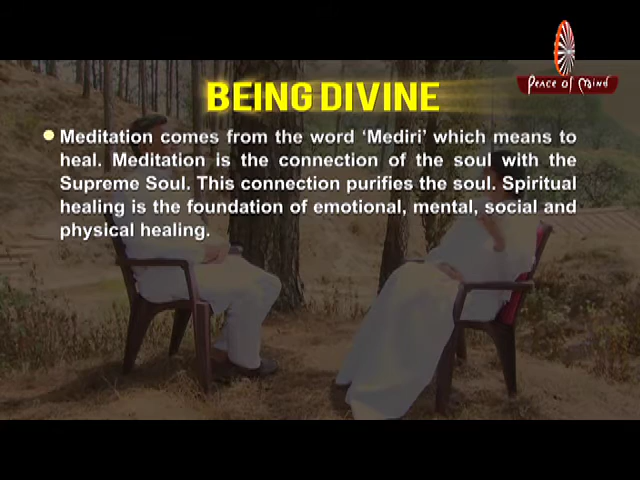 Peace of Mind
BEING DIVINE
Meditation comes from the word ‘Mediri’ which means to
heal. Meditation is the connection of the soul with the
Supreme Soul. This connection purifies the soul. Spiritual
healing is the foundation of emotional, mental, social and
physical healing.